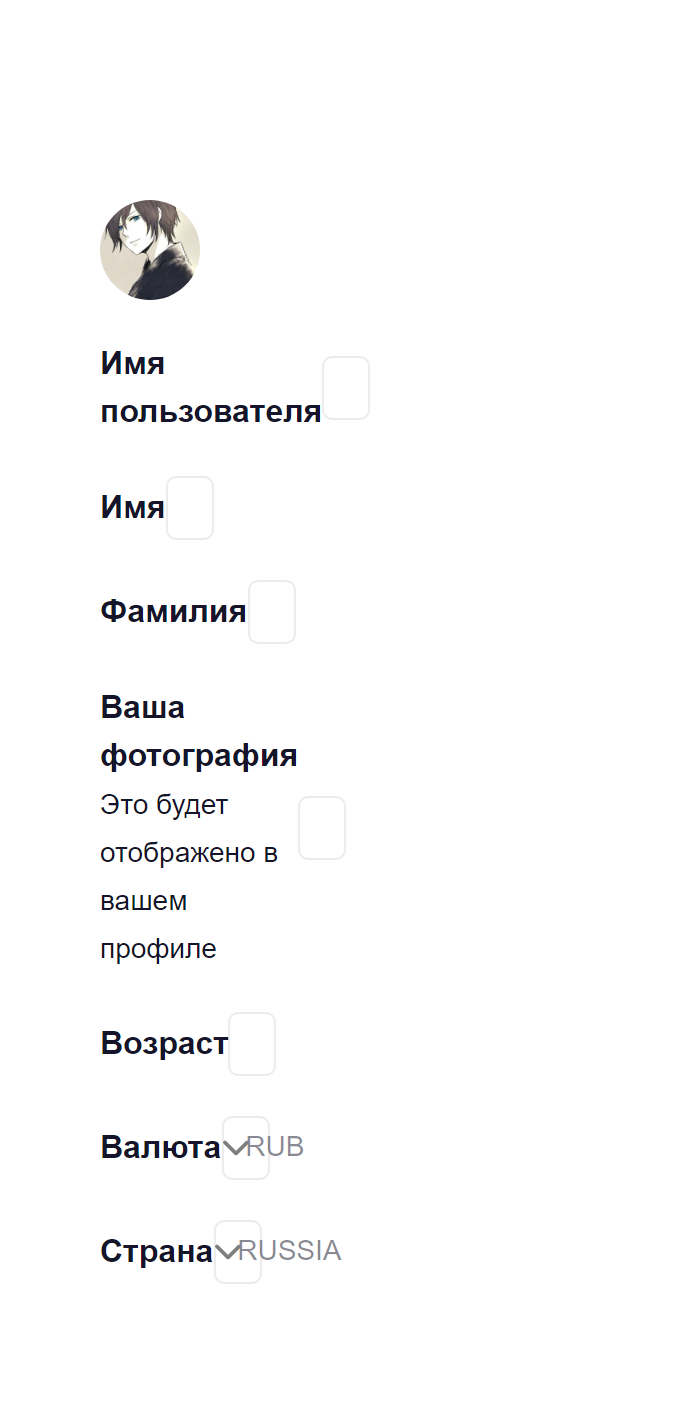 Имя
пользователя
Имя
Фамилия
Ваша
фотография
Это будет
отображено в
вашем
профиле
Возраст
Валюта RUB
Страна RUSSIA